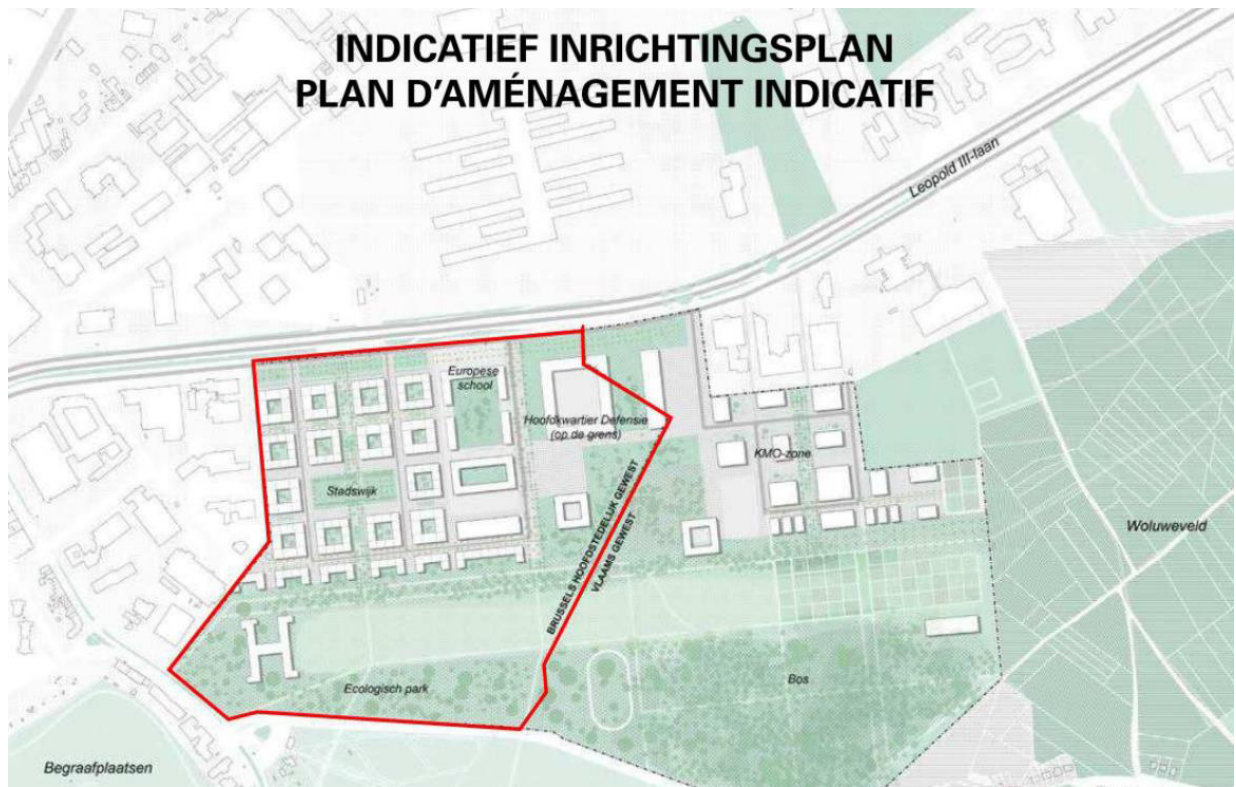 INDICATIEF INRICHTINGSPLAN
PLAN D'AMÉNAGEMENT INDICATIF
Leopold III-laan
Europese
school
Hoofdkwartier Defensie
(op de grens)
KMO-zone
Stadswijk
BRUSSELS HOOFDSTEDELIJK GEWEST
VLAAMS GEWEST
Woluweveld
Ecologisch park
Bos
Begraafplaatsen